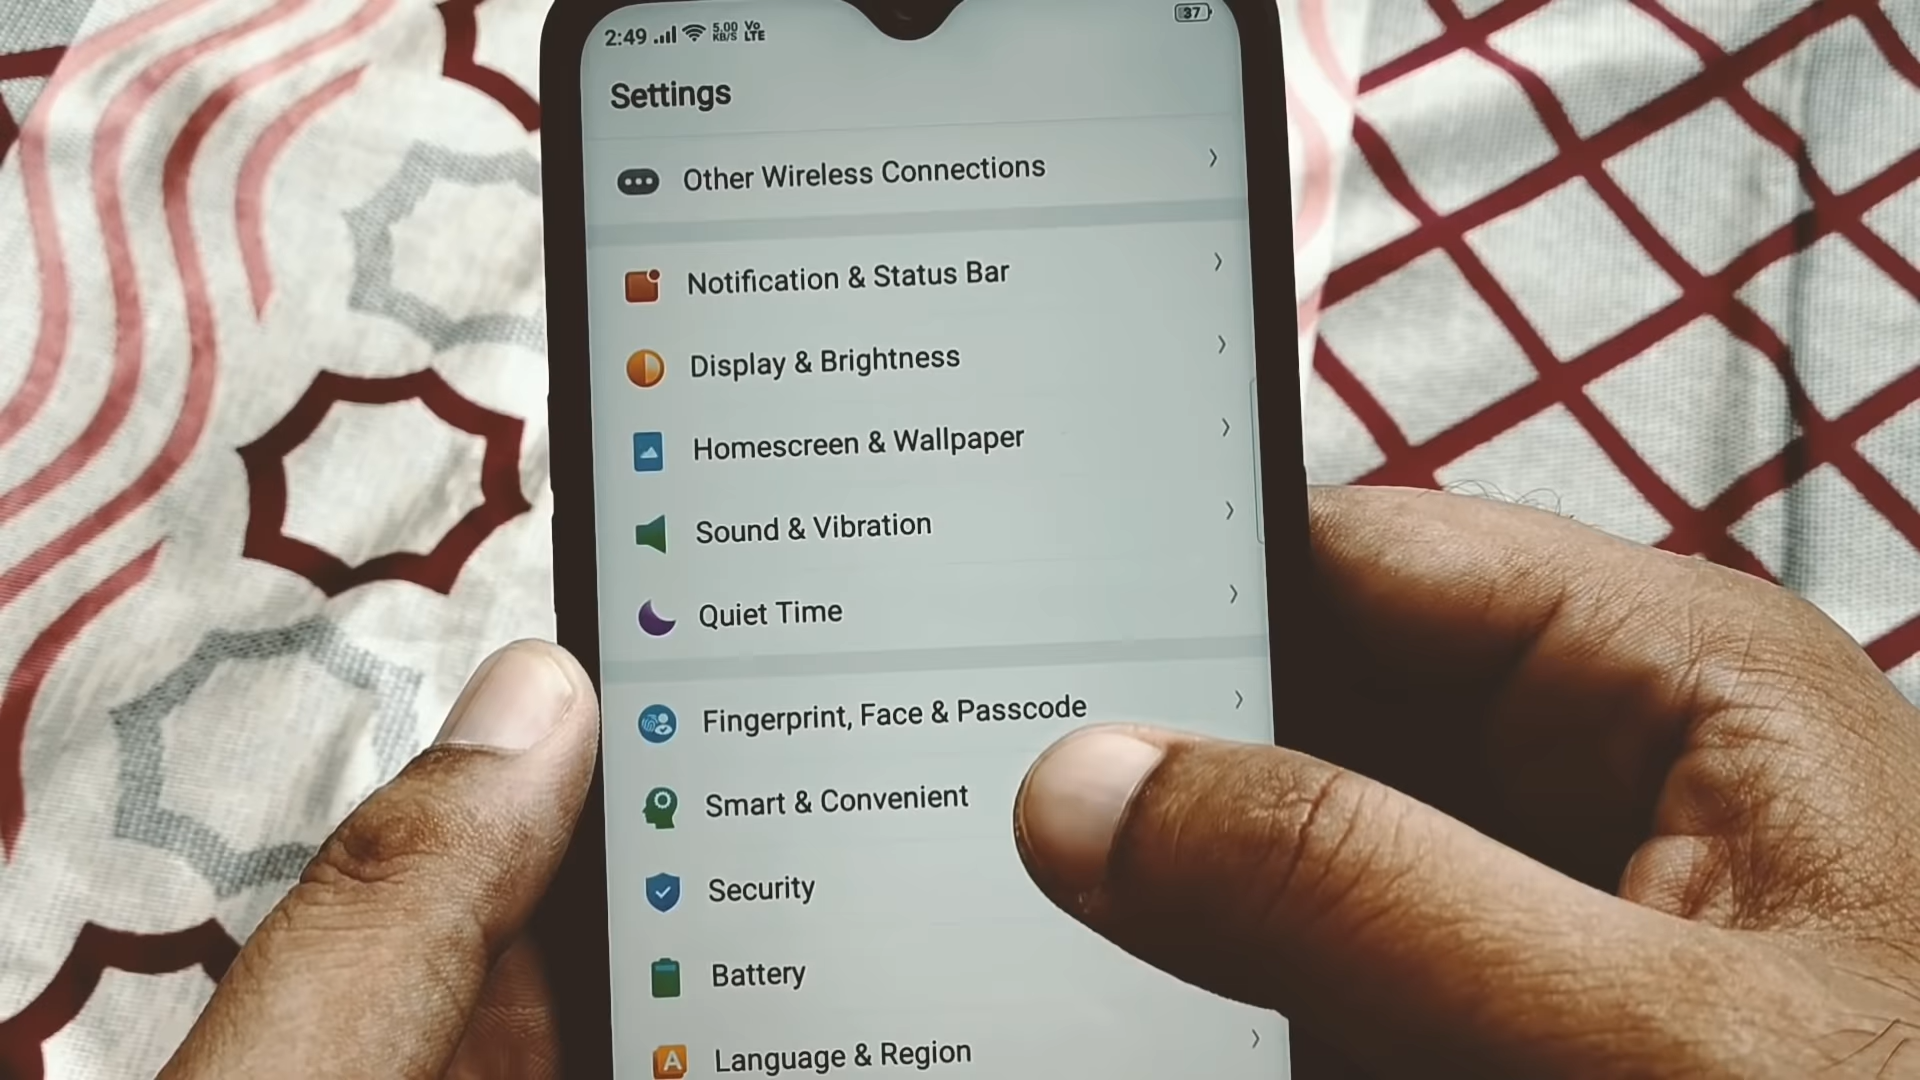 2:49 5.00 KB/S Vo LTE 37
Settings
Other Wireless Connections
Notification & Status Bar
Display & Brightness
Homescreen & Wallpaper
Sound & Vibration
Quiet Time
Fingerprint, Face & Passcode
Smart & Convenient
Security
Battery
A Language & Region